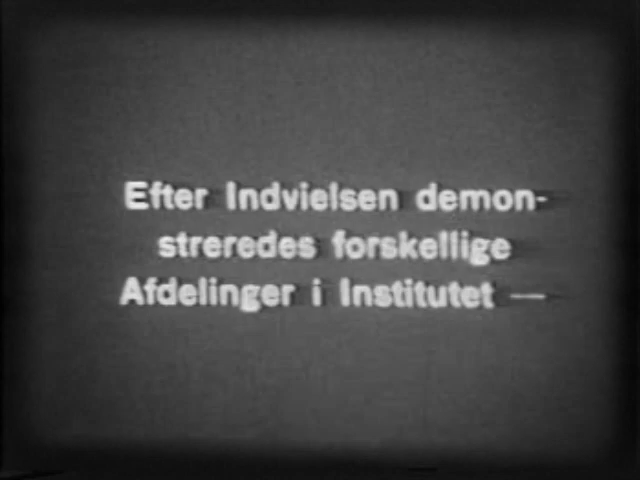 Efter Indvielsen demon-
streredes forskellige
Afdelinger i Institutet —